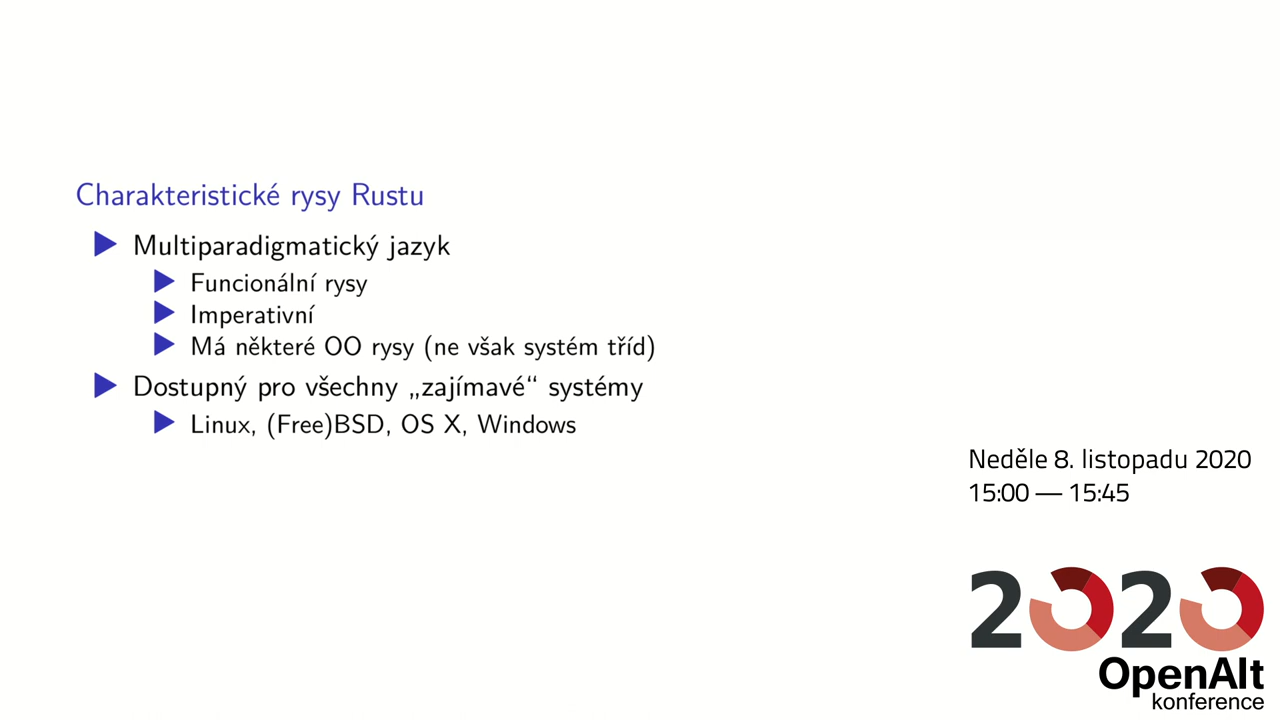 Charakteristické rysy Rustu
Multiparadigmatický jazyk
Funcionální rysy
Imperativní
Má některé OO rysy (ne však systém tříd)
Dostupný pro všechny „zajímavé“ systémy
Linux, (Free)BSD, OS X, Windows
Neděle 8. listopadu 2020
15:00 — 15:45
2020
OpenAlt
konference